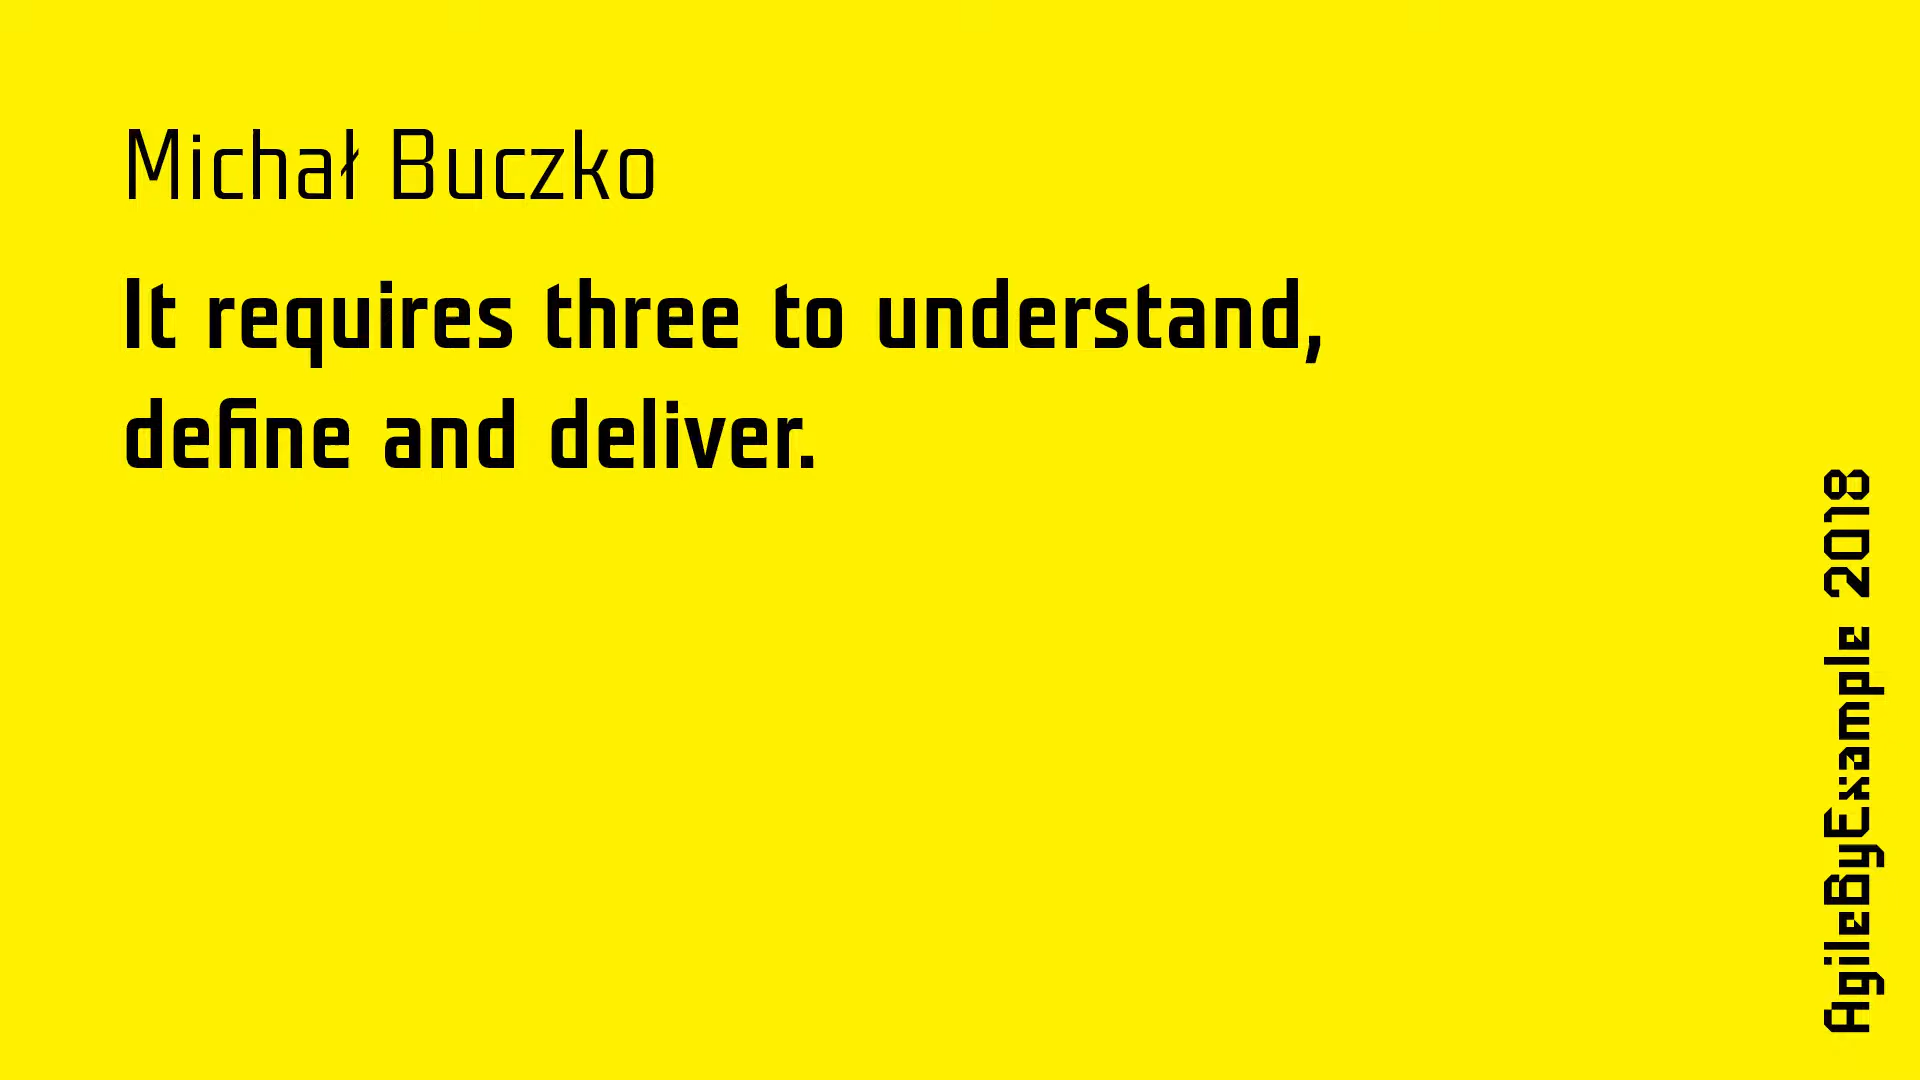 Michał Buczko
It requires three to understand,
define and deliver.
AgileByExample 2018